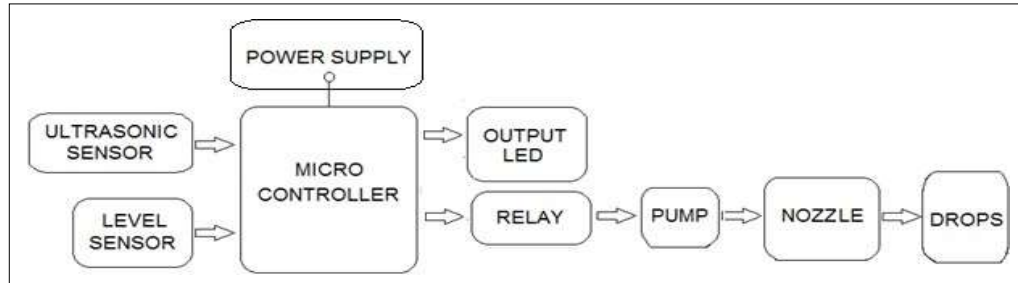 POWER SUPPLY
ULTRASONIC
SENSOR
MICRO
CONTROLLER
OUTPUT
LED
LEVEL
SENSOR
RELAY
PUMP
NOZZLE
DROPS